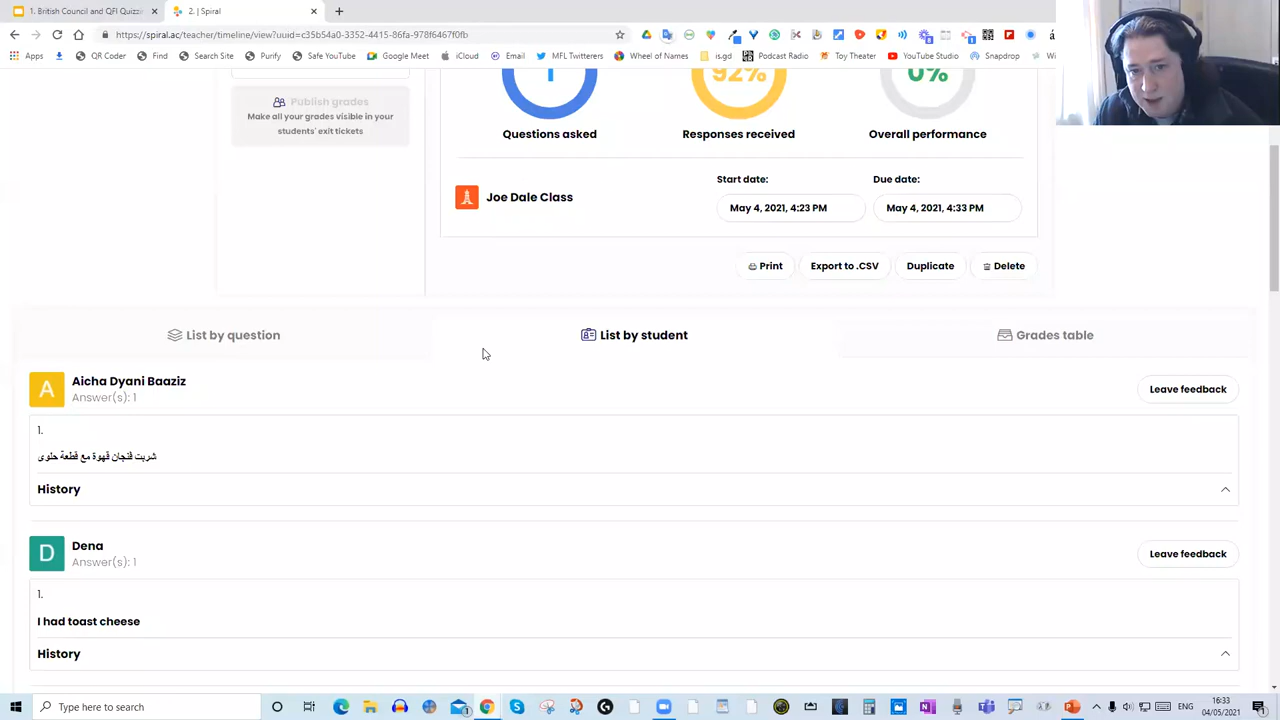 1. British Council and QFI Quizz
2. | Spiral
https://spiral.ac/teacher/timeline/view?uuid=c35b54a0-3352-4415-86fa-978f6467f0f1
Apps
QR Coder
Find
Search S
Putty
Safe YouTube
Google Meet
iCloud
Email
MFL Twitterers
Wheel of Names
is.gd
Podcast Radio
Toy Theater
YouTube Studio
Snapdrop
Wi
Publish grades
Make all your grades visible in your
students' exit tickets
1
92%
0%
Questions asked
Responses received
Overall performance
Joe Dale Class
Start date:
Due date:
May 4, 2021, 4:23 PM
May 4, 2021, 4:33 PM
Print
Export to .CSV
Duplicate
Delete
List by question
List by student
Grades table
A
Aicha Dyani Baaziz
Answer(s): 1
Leave feedback
1.
شربت فنجان قهوة مع قطعة حلوى
History
D
Dena
Answer(s): 1
Leave feedback
1.
I had toast cheese
History
Type here to search
ENG
16:33
04/05/2021